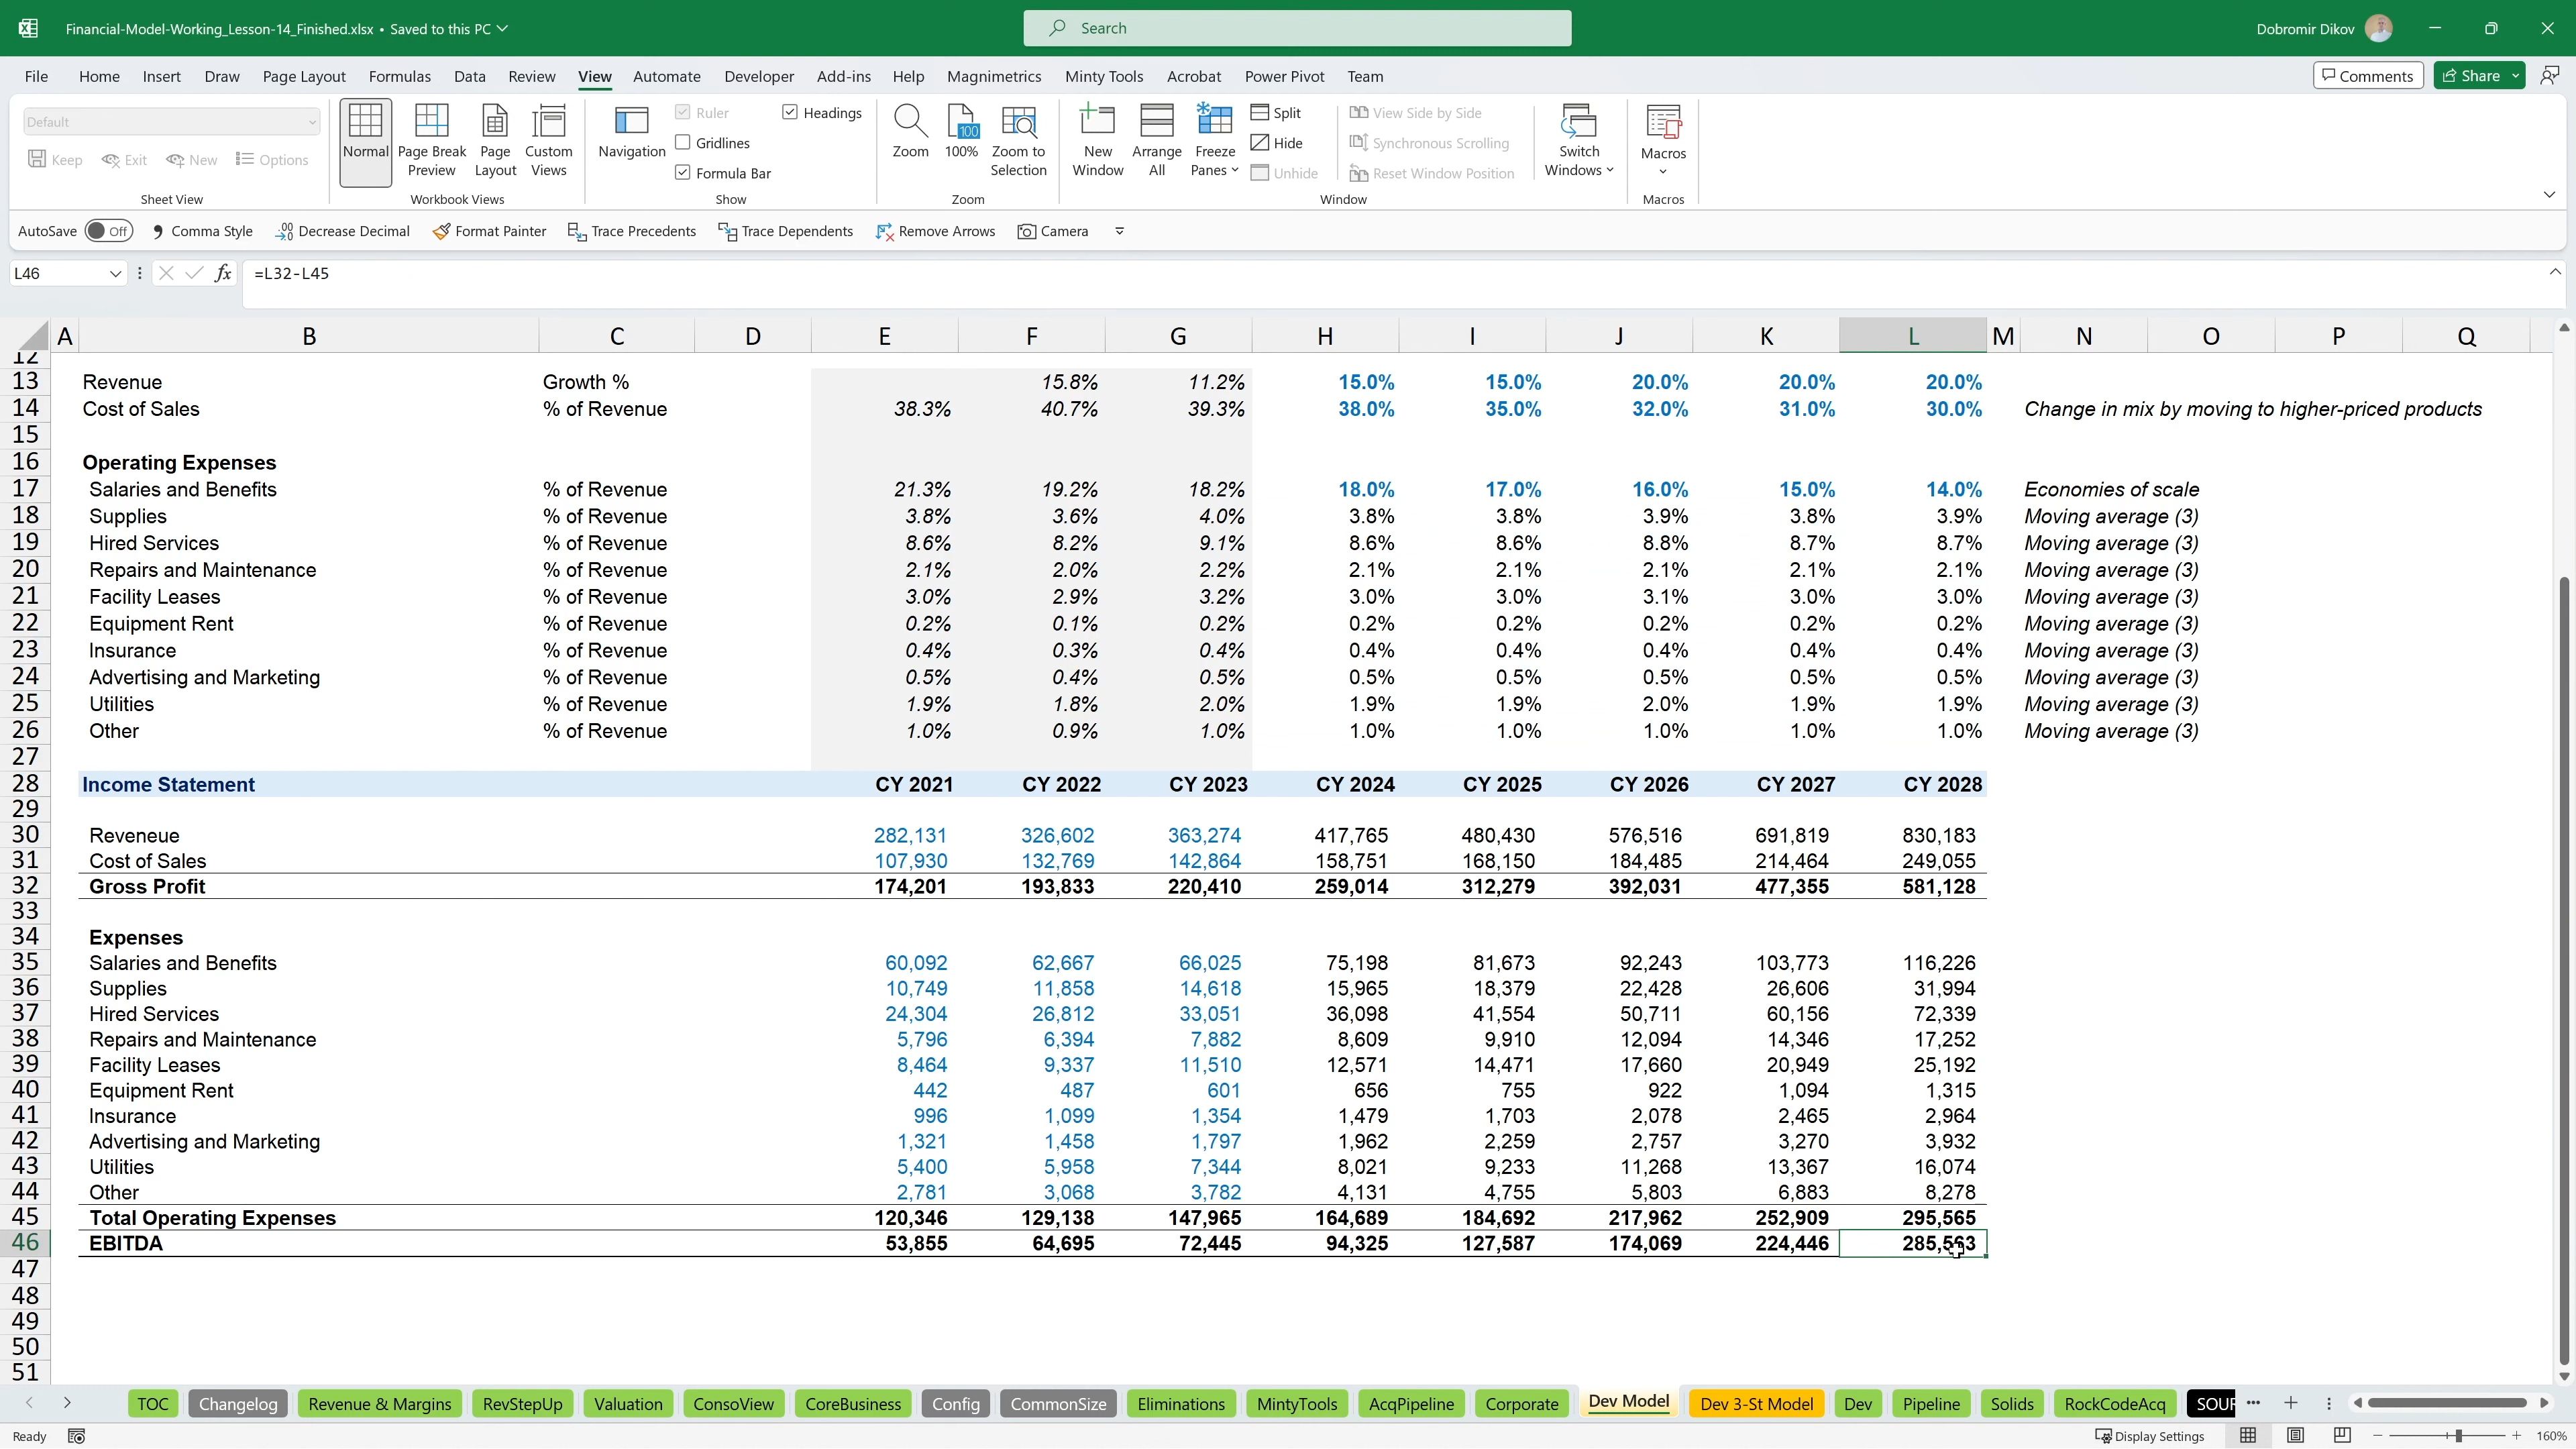 Financial-Model-Working_Lesson-14_Finished.xlsx • Saved to this PC
Search
Dobromir Dikov
File Home Insert Draw Page Layout Formulas Data Review View Automate Developer Add-ins Help Magnimetrics Minty Tools Acrobat Power Pivot Team
Comments Share
Default
Keep Exit New Options
Sheet View
Normal Page Break Preview Page Layout Custom Views
Workbook Views
Navigation Ruler Headings
Gridlines
Formula Bar
Show
Zoom 100% Zoom to Selection
100
Zoom
New Window Arrange All Freeze Panes
Split
Hide
Unhide
View Side by Side
Synchronous Scrolling
Reset Window Position
Window
Switch Windows
Macros
Macros
AutoSave Off Comma Style Decrease Decimal Format Painter Trace Precedents Trace Dependents Remove Arrows Camera
L46 fx =L32-L45
A B C D E F G H I J K L M N O P Q
12
13 Revenue Growth % 15.8% 11.2% 15.0% 15.0% 20.0% 20.0% 20.0%
14 Cost of Sales % of Revenue 38.3% 40.7% 39.3% 38.0% 35.0% 32.0% 31.0% 30.0% Change in mix by moving to higher-priced products
15
16 Operating Expenses
17 Salaries and Benefits % of Revenue 21.3% 19.2% 18.2% 18.0% 17.0% 16.0% 15.0% 14.0% Economies of scale
18 Supplies % of Revenue 3.8% 3.6% 4.0% 3.8% 3.8% 3.9% 3.8% 3.9% Moving average (3)
19 Hired Services % of Revenue 8.6% 8.2% 9.1% 8.6% 8.6% 8.8% 8.7% 8.7% Moving average (3)
20 Repairs and Maintenance % of Revenue 2.1% 2.0% 2.2% 2.1% 2.1% 2.1% 2.1% 2.1% Moving average (3)
21 Facility Leases % of Revenue 3.0% 2.9% 3.2% 3.0% 3.0% 3.1% 3.0% 3.0% Moving average (3)
22 Equipment Rent % of Revenue 0.2% 0.1% 0.2% 0.2% 0.2% 0.2% 0.2% 0.2% Moving average (3)
23 Insurance % of Revenue 0.4% 0.3% 0.4% 0.4% 0.4% 0.4% 0.4% 0.4% Moving average (3)
24 Advertising and Marketing % of Revenue 0.5% 0.4% 0.5% 0.5% 0.5% 0.5% 0.5% 0.5% Moving average (3)
25 Utilities % of Revenue 1.9% 1.8% 2.0% 1.9% 1.9% 2.0% 1.9% 1.9% Moving average (3)
26 Other % of Revenue 1.0% 0.9% 1.0% 1.0% 1.0% 1.0% 1.0% 1.0% Moving average (3)
27
28 Income Statement CY 2021 CY 2022 CY 2023 CY 2024 CY 2025 CY 2026 CY 2027 CY 2028
29
30 Reveneue 282,131 326,602 363,274 417,765 480,430 576,516 691,819 830,183
31 Cost of Sales 107,930 132,769 142,864 158,751 168,150 184,485 214,464 249,055
32 Gross Profit 174,201 193,833 220,410 259,014 312,279 392,031 477,355 581,128
33
34 Expenses
35 Salaries and Benefits 60,092 62,667 66,025 75,198 81,673 92,243 103,773 116,226
36 Supplies 10,749 11,858 14,618 15,965 18,379 22,428 26,606 31,994
37 Hired Services 24,304 26,812 33,051 36,098 41,554 50,711 60,156 72,339
38 Repairs and Maintenance 5,796 6,394 7,882 8,609 9,910 12,094 14,346 17,252
39 Facility Leases 8,464 9,337 11,510 12,571 14,471 17,660 20,949 25,192
40 Equipment Rent 442 487 601 656 755 922 1,094 1,315
41 Insurance 996 1,099 1,354 1,479 1,703 2,078 2,465 2,964
42 Advertising and Marketing 1,321 1,458 1,797 1,962 2,259 2,757 3,270 3,932
43 Utilities 5,400 5,958 7,344 8,021 9,233 11,268 13,367 16,074
44 Other 2,781 3,068 3,782 4,131 4,755 5,803 6,883 8,278
45 Total Operating Expenses 120,346 129,138 147,965 164,689 184,692 217,962 252,909 295,565
46 EBITDA 53,855 64,695 72,445 94,325 127,587 174,069 224,446
47
48
49
50
51
TOC Changelog Revenue & Margins RevStepUp Valuation ConsoView CoreBusiness Config CommonSize Eliminations MintyTools AcqPipeline Corporate Dev Model Dev 3-St Model Dev Pipeline Solids RockCodeAcq
Ready Display Settings 160%